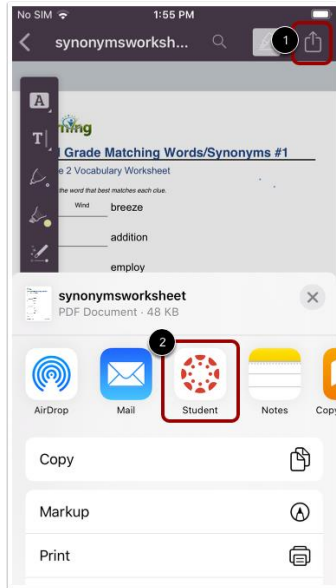 No SIM 1:55 PM
synonymsworksh... 1
A
T
ning
Grade Matching Words/Synonyms #1
e 2 Vocabulary Worksheet
the word that best matches each clue.
Wind breeze
addition
employ
synonymsworksheet
PDF Document · 48 KB
2
AirDrop Mail Student Notes Copy
Copy
Markup
Print